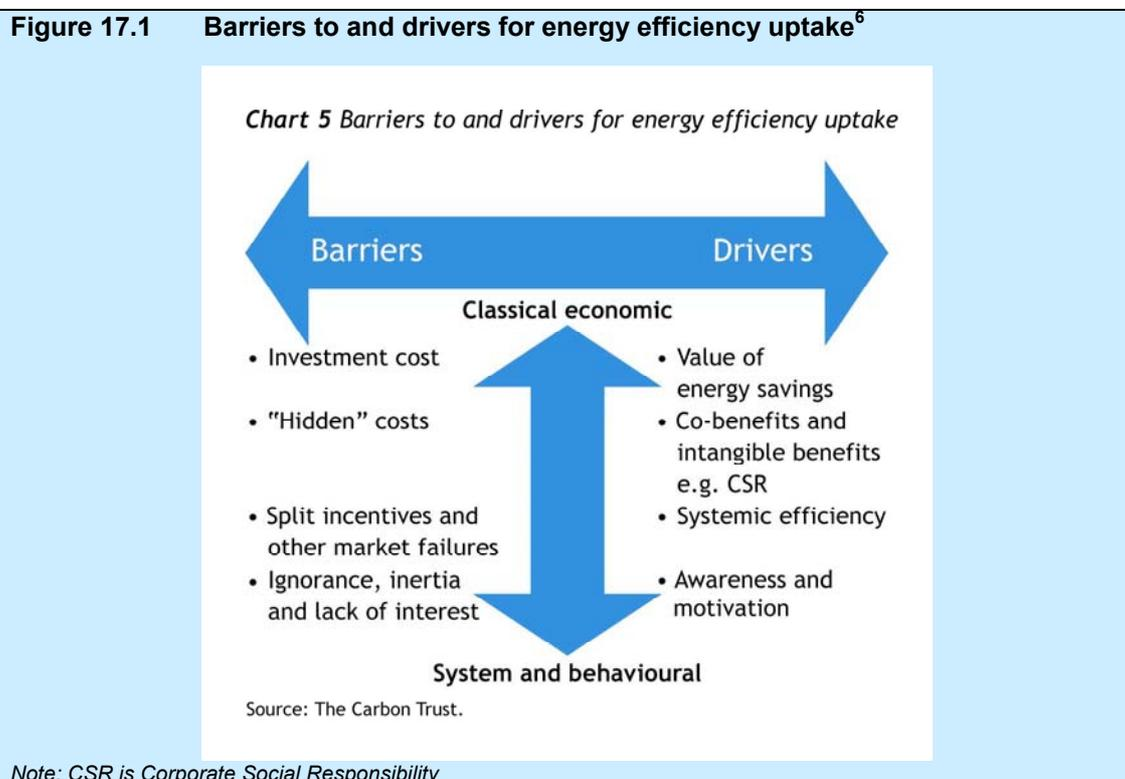 Figure 17.1 Barriers to and drivers for energy efficiency uptake6
Chart 5 Barriers to and drivers for energy efficiency uptake
Barriers
Drivers
Classical economic
• Investment cost
• "Hidden" costs
• Split incentives and
other market failures
• Ignorance, inertia
and lack of interest
• Value of
energy savings
• Co-benefits and
intangible benefits
e.g. CSR
• Systemic efficiency
• Awareness and
motivation
System and behavioural
Source: The Carbon Trust.
Note: CSR is Corporate Social Responsibility